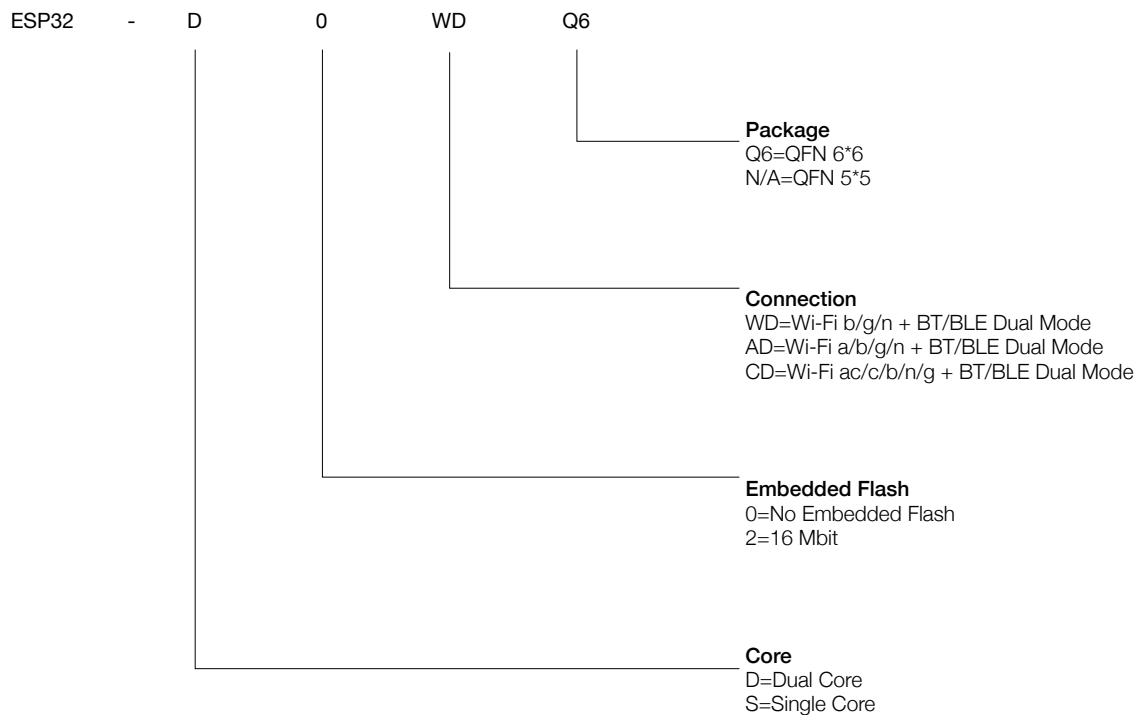 ESP32 - D 0 WD Q6
Package
Q6=QFN 6*6
N/A=QFN 5*5
Connection
WD=Wi-Fi b/g/n + BT/BLE Dual Mode
AD=Wi-Fi a/b/g/n + BT/BLE Dual Mode
CD=Wi-Fi ac/c/b/n/g + BT/BLE Dual Mode
Embedded Flash
0=No Embedded Flash
2=16 Mbit
Core
D=Dual Core
S=Single Core